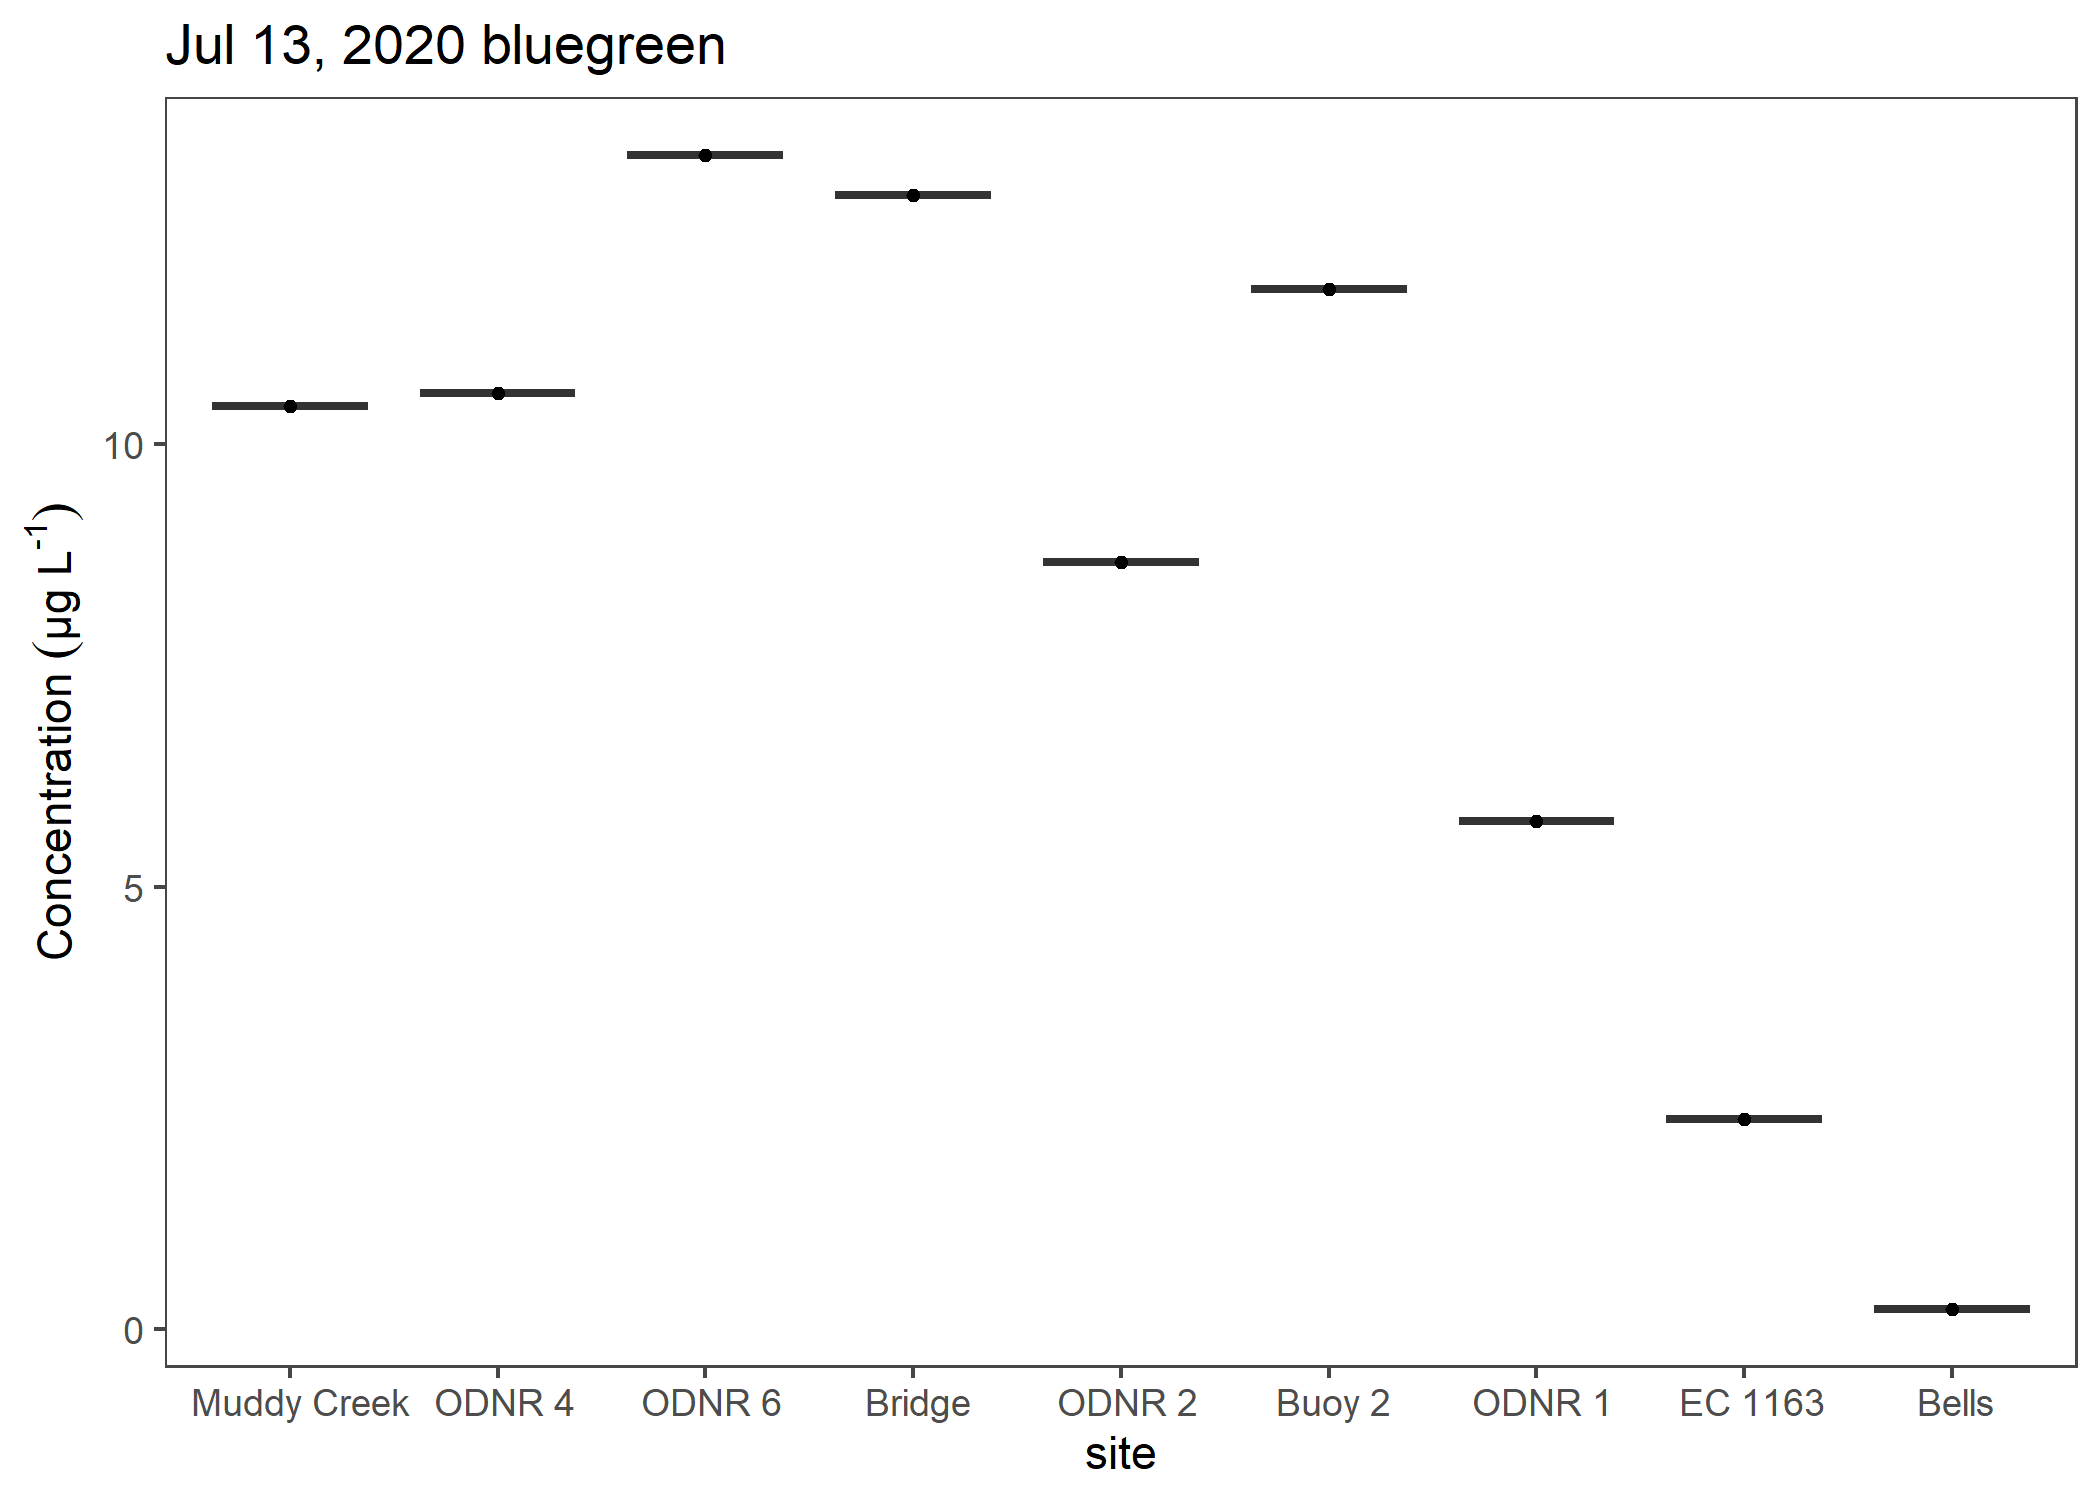 Jul 13, 2020 bluegreen
Concentration (µg L⁻¹)
10
5
0
Muddy Creek ODNR 4 ODNR 6 Bridge ODNR 2 Buoy 2 ODNR 1 EC 1163 Bells
site